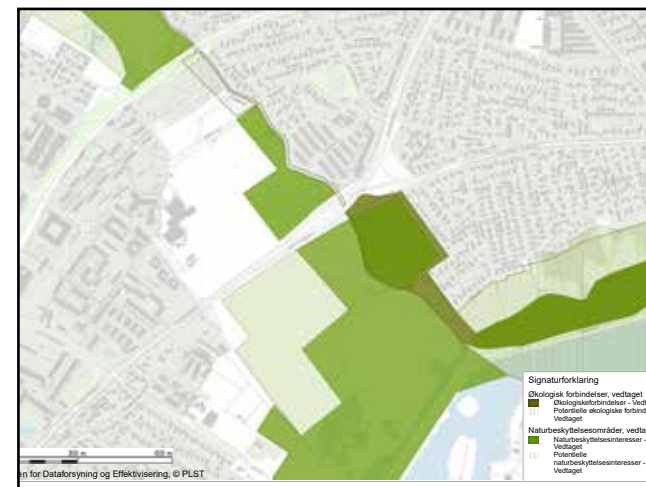 Signaturforklaring
Økologisk forbindelser, vedtaget
Økologiskeforbindelser - Vedt
Potentielle økologiske forbind
Vedtaget
Naturbeskyttelsesområder, vedta
Naturbeskyttelsesinteresser -
Vedtaget
Potentielle
naturbeskyttelsesinteresser -
Vedtaget
en for Dataforsyning og Effektivisering, © PLST